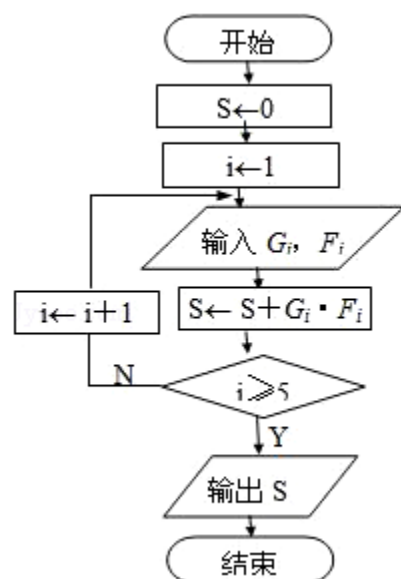 开始
S←0
i←1
输入 Gi, Fi
S← S+Gi·Fi
i← i+1
N
i≥5
Y
输出 S
结束